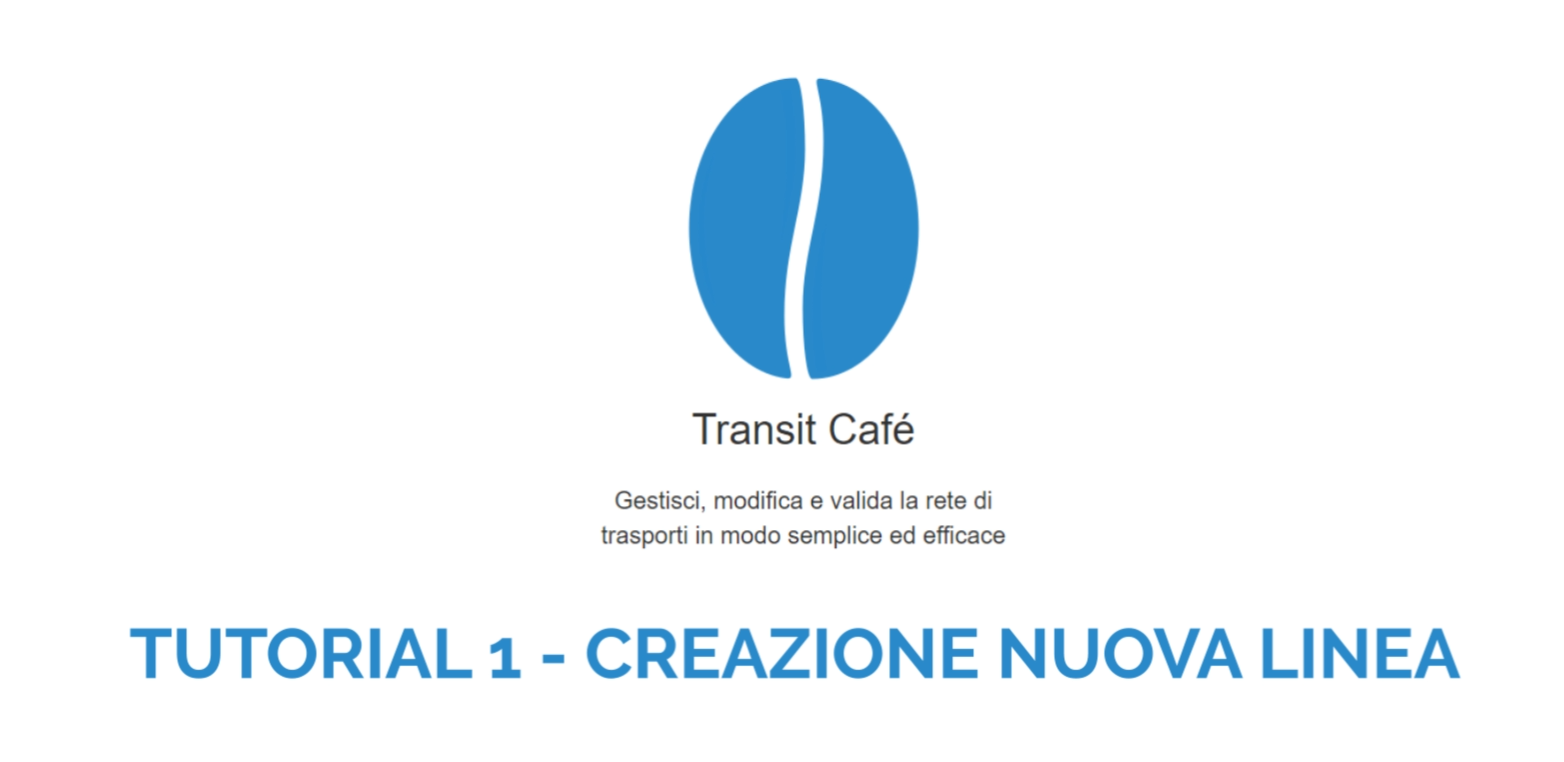 Transit Café
Gestisci, modifica e valida la rete di
trasporti in modo semplice ed efficace
TUTORIAL 1 - CREAZIONE NUOVA LINEA